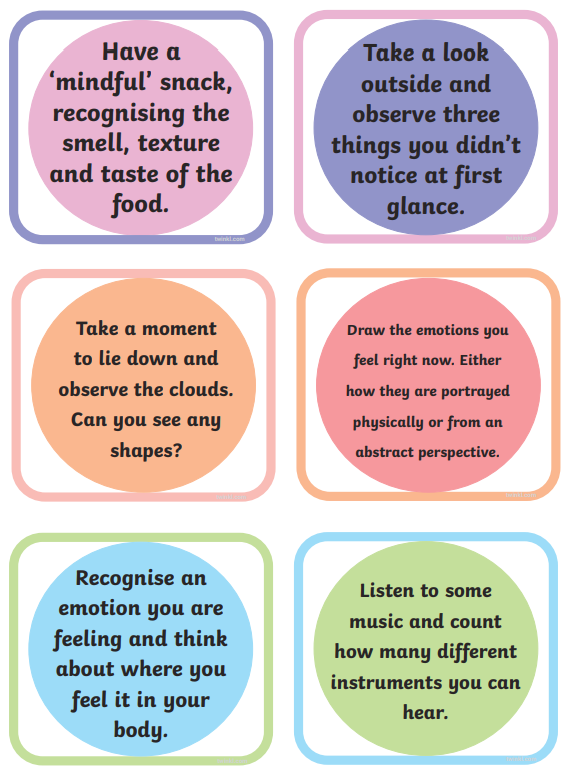 Have a
‘mindful’ snack,
recognising the
smell, texture
and taste of the
food.
twinkl.com
Take a look
outside and
observe three
things you didn’t
notice at first
glance.
Take a moment
to lie down and
observe the clouds.
Can you see any
shapes?
Draw the emotions you
feel right now. Either
how they are portrayed
physically or from an
abstract perspective.
Recognise an
emotion you are
feeling and think
about where you
feel it in your
body.
Listen to some
music and count
how many different
instruments you can
hear.